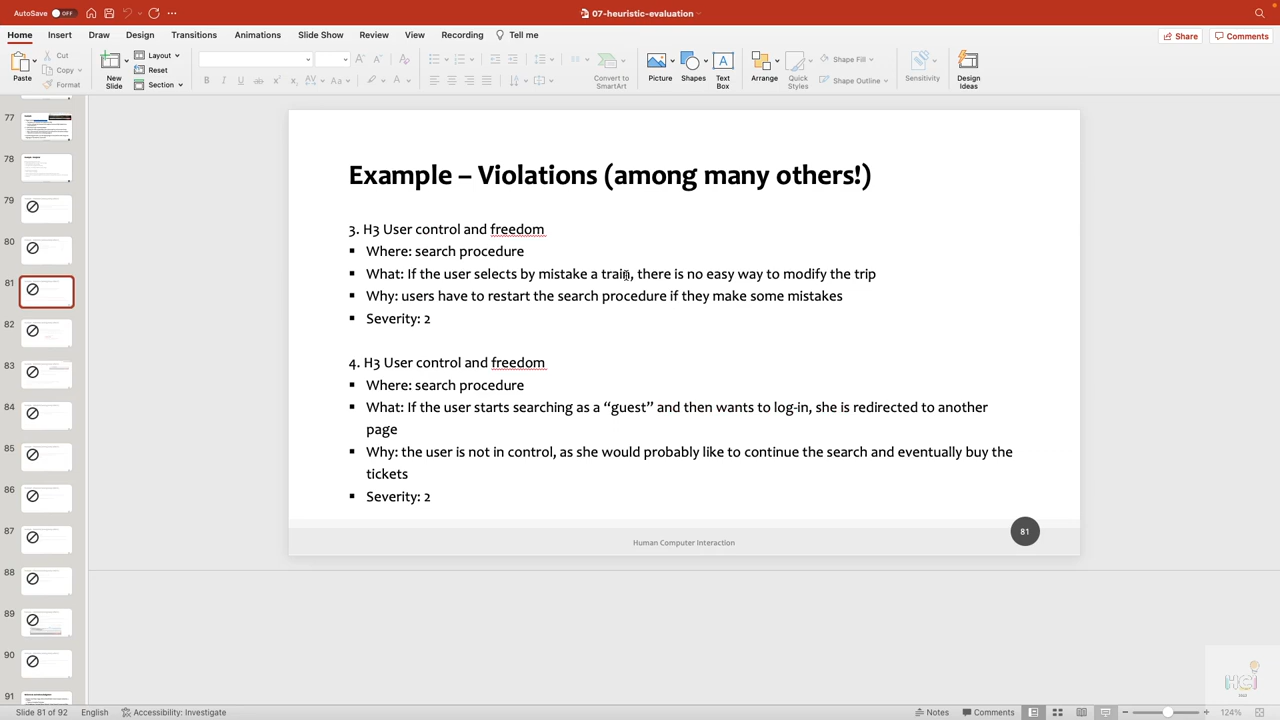 AutoSave OFF
07-heuristic-evaluation
Home Insert Draw Design Transitions Animations Slide Show Review View Recording Tell me
Share Comments
Paste
Cut
Copy
Format
New Slide
Layout
Reset
Section
Convert to SmartArt
Picture
Shapes
Text Box
Arrange
Quick Styles
Shape Fill
Shape Outline
Sensitivity
Design Ideas
77
78
79
80
81
82
83
84
85
86
87
88
89
90
91
Example – Violations (among many others!)
3. H3 User control and freedom
▪ Where: search procedure
▪ What: If the user selects by mistake a train, there is no easy way to modify the trip
▪ Why: users have to restart the search procedure if they make some mistakes
▪ Severity: 2
4. H3 User control and freedom
▪ Where: search procedure
▪ What: If the user starts searching as a “guest” and then wants to log-in, she is redirected to another
page
▪ Why: the user is not in control, as she would probably like to continue the search and eventually buy the
tickets
▪ Severity: 2
Human Computer Interaction
81
HCI
Slide 81 of 92 English Accessibility: Investigate Notes Comments 124%